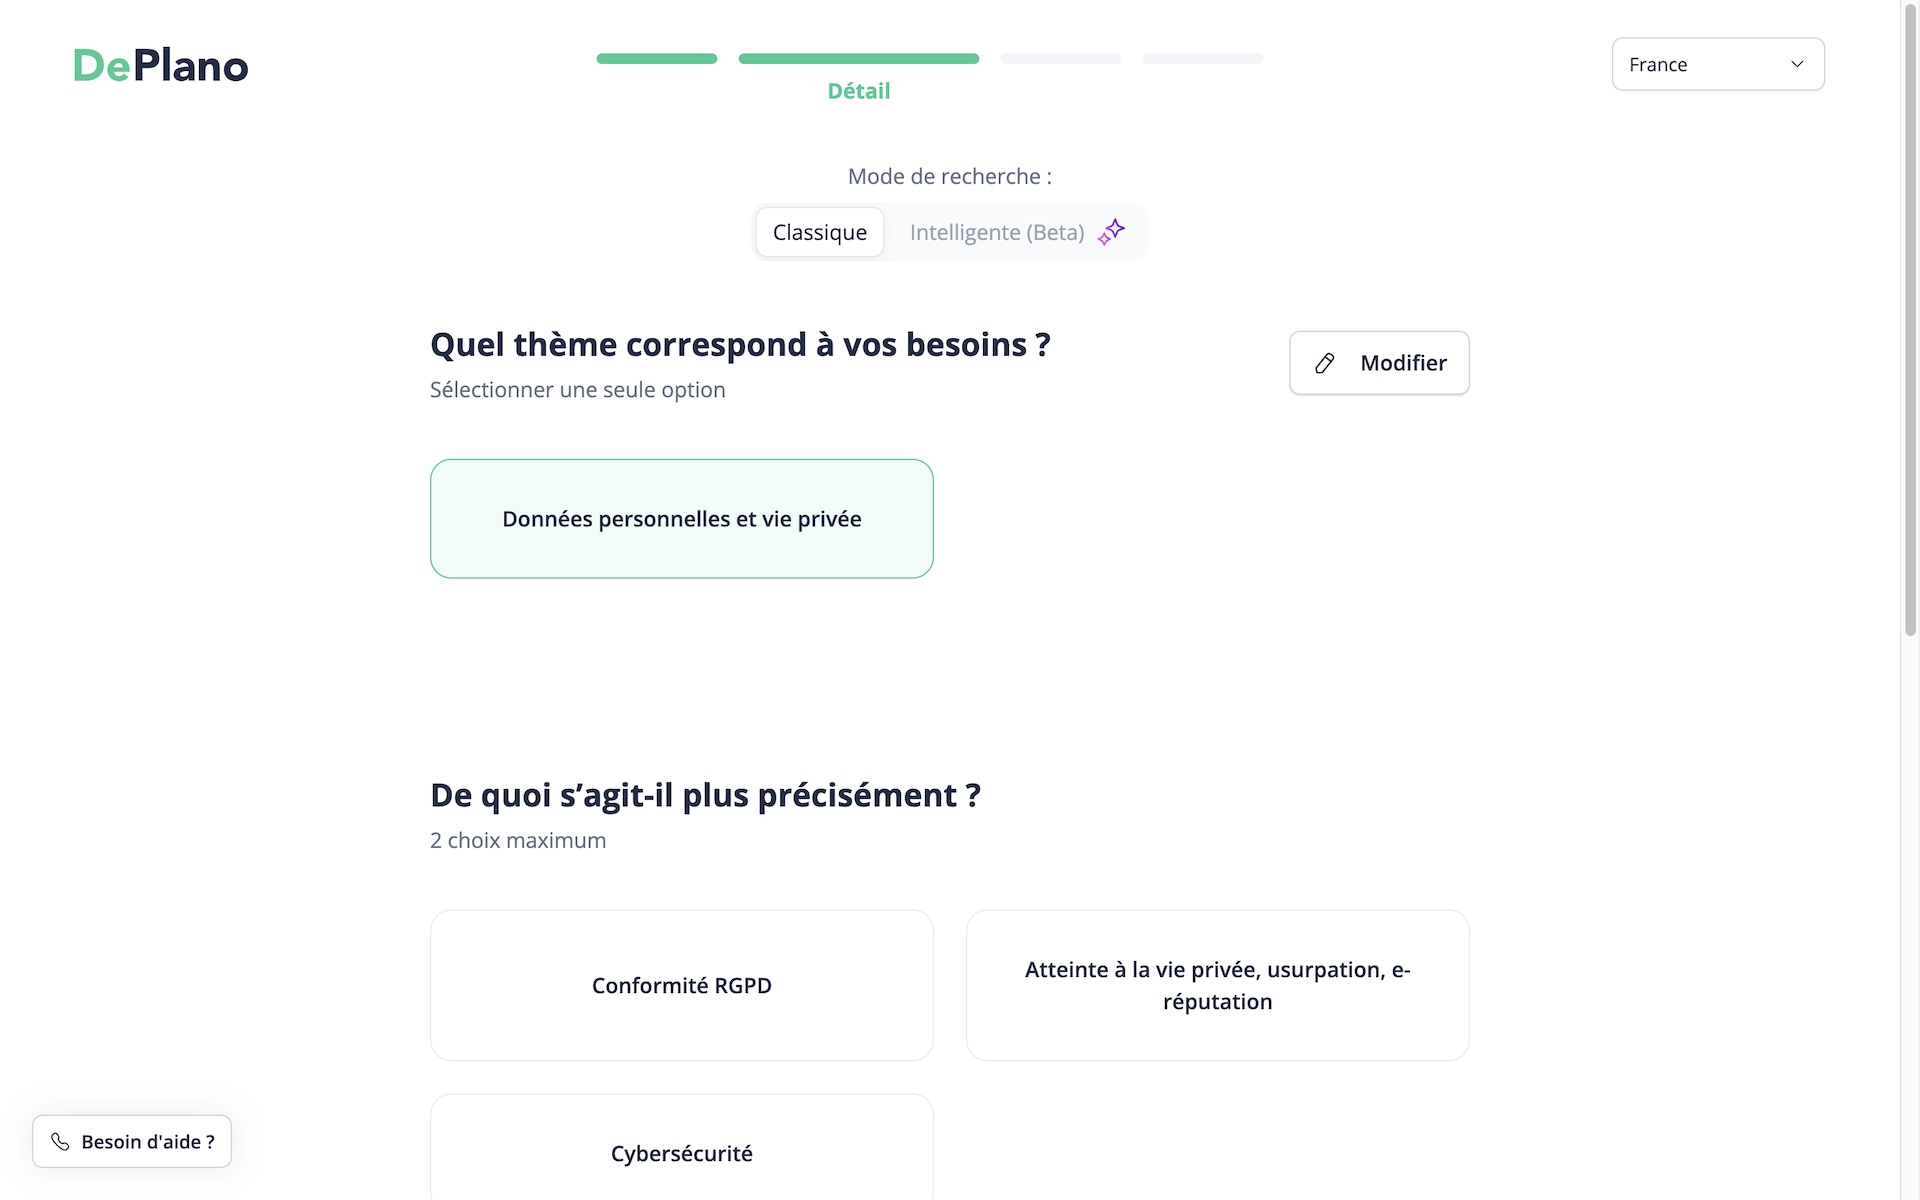 DePlano
Détail
France
Mode de recherche :
Classique
Intelligente (Beta)
Quel thème correspond à vos besoins ?
Sélectionner une seule option
Modifier
Données personnelles et vie privée
De quoi s’agit-il plus précisément ?
2 choix maximum
Conformité RGPD
Atteinte à la vie privée, usurpation, e-
réputation
Cybersécurité
Besoin d'aide ?